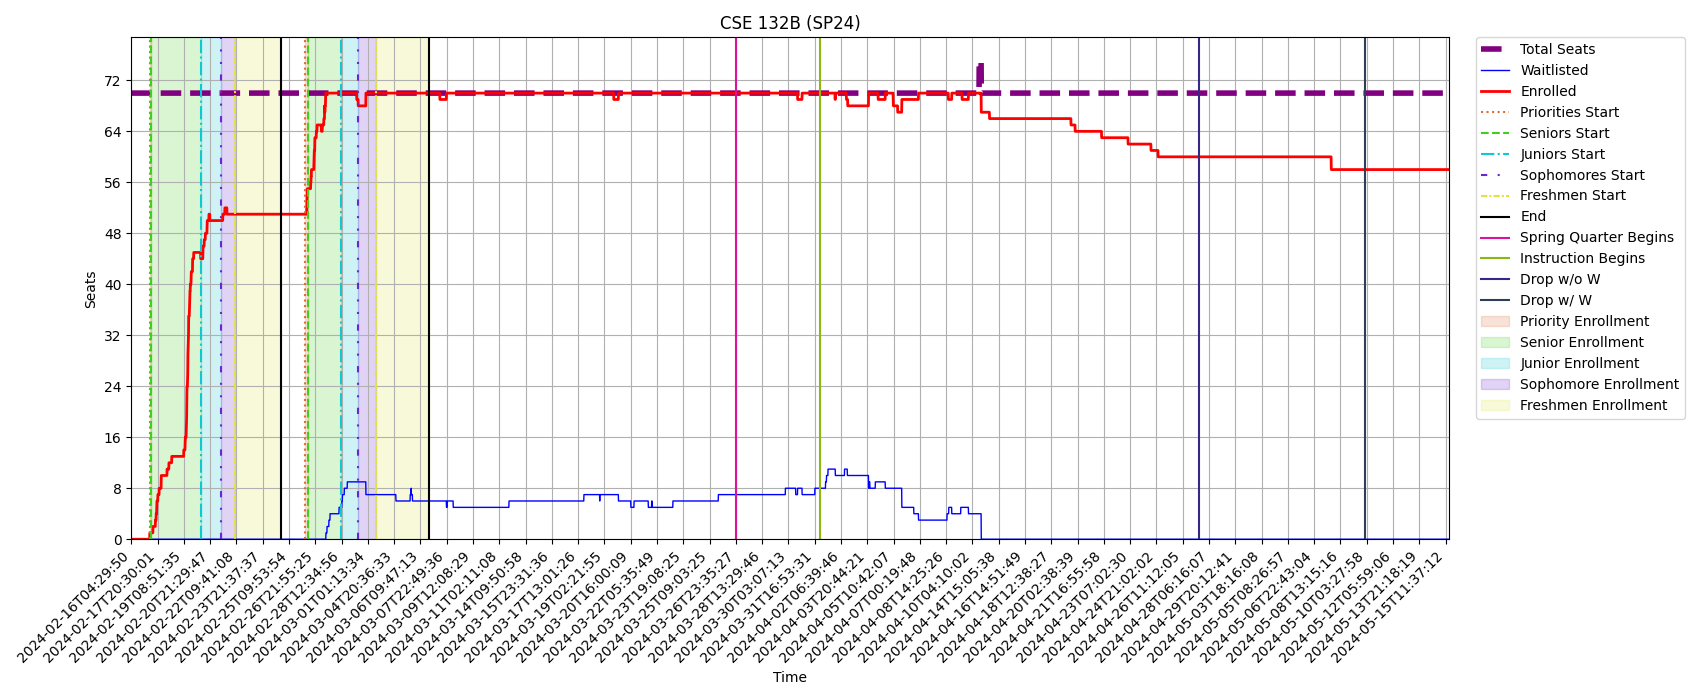 CSE 132B (SP24)
Seats
72
64
56
48
40
32
24
16
8
0
2024-02-16T04:29:50
2024-02-17T20:30:01
2024-02-19T08:51:35
2024-02-20T21:29:47
2024-02-22T09:41:08
2024-02-23T21:37:37
2024-02-25T09:53:54
2024-02-26T21:55:25
2024-02-28T12:34:56
2024-03-01T01:13:34
2024-03-04T20:36:33
2024-03-06T09:47:13
2024-03-07T22:49:36
2024-03-09T12:08:29
2024-03-11T02:11:08
2024-03-14T09:50:58
2024-03-15T23:31:36
2024-03-17T13:01:26
2024-03-19T02:21:55
2024-03-20T16:00:09
2024-03-22T05:35:49
2024-03-23T19:08:25
2024-03-25T09:03:25
2024-03-26T23:35:27
2024-03-28T13:29:46
2024-03-30T03:07:13
2024-03-31T16:53:31
2024-04-02T06:39:46
2024-04-03T20:44:21
2024-04-05T10:42:07
2024-04-07T00:19:48
2024-04-08T14:25:26
2024-04-10T04:10:02
2024-04-14T15:05:38
2024-04-16T14:51:49
2024-04-18T12:38:27
2024-04-20T02:38:39
2024-04-21T16:55:58
2024-04-23T07:02:30
2024-04-24T21:02:02
2024-04-26T11:12:05
2024-04-28T06:16:07
2024-04-29T20:12:41
2024-05-03T18:16:08
2024-05-05T08:26:57
2024-05-06T22:43:04
2024-05-08T13:15:16
2024-05-10T03:27:58
2024-05-12T05:59:06
2024-05-13T21:18:19
2024-05-15T11:37:12
Time
Total Seats
Waitlisted
Enrolled
Priorities Start
Seniors Start
Juniors Start
Sophomores Start
Freshmen Start
End
Spring Quarter Begins
Instruction Begins
Drop w/o W
Drop w/ W
Priority Enrollment
Senior Enrollment
Junior Enrollment
Sophomore Enrollment
Freshmen Enrollment